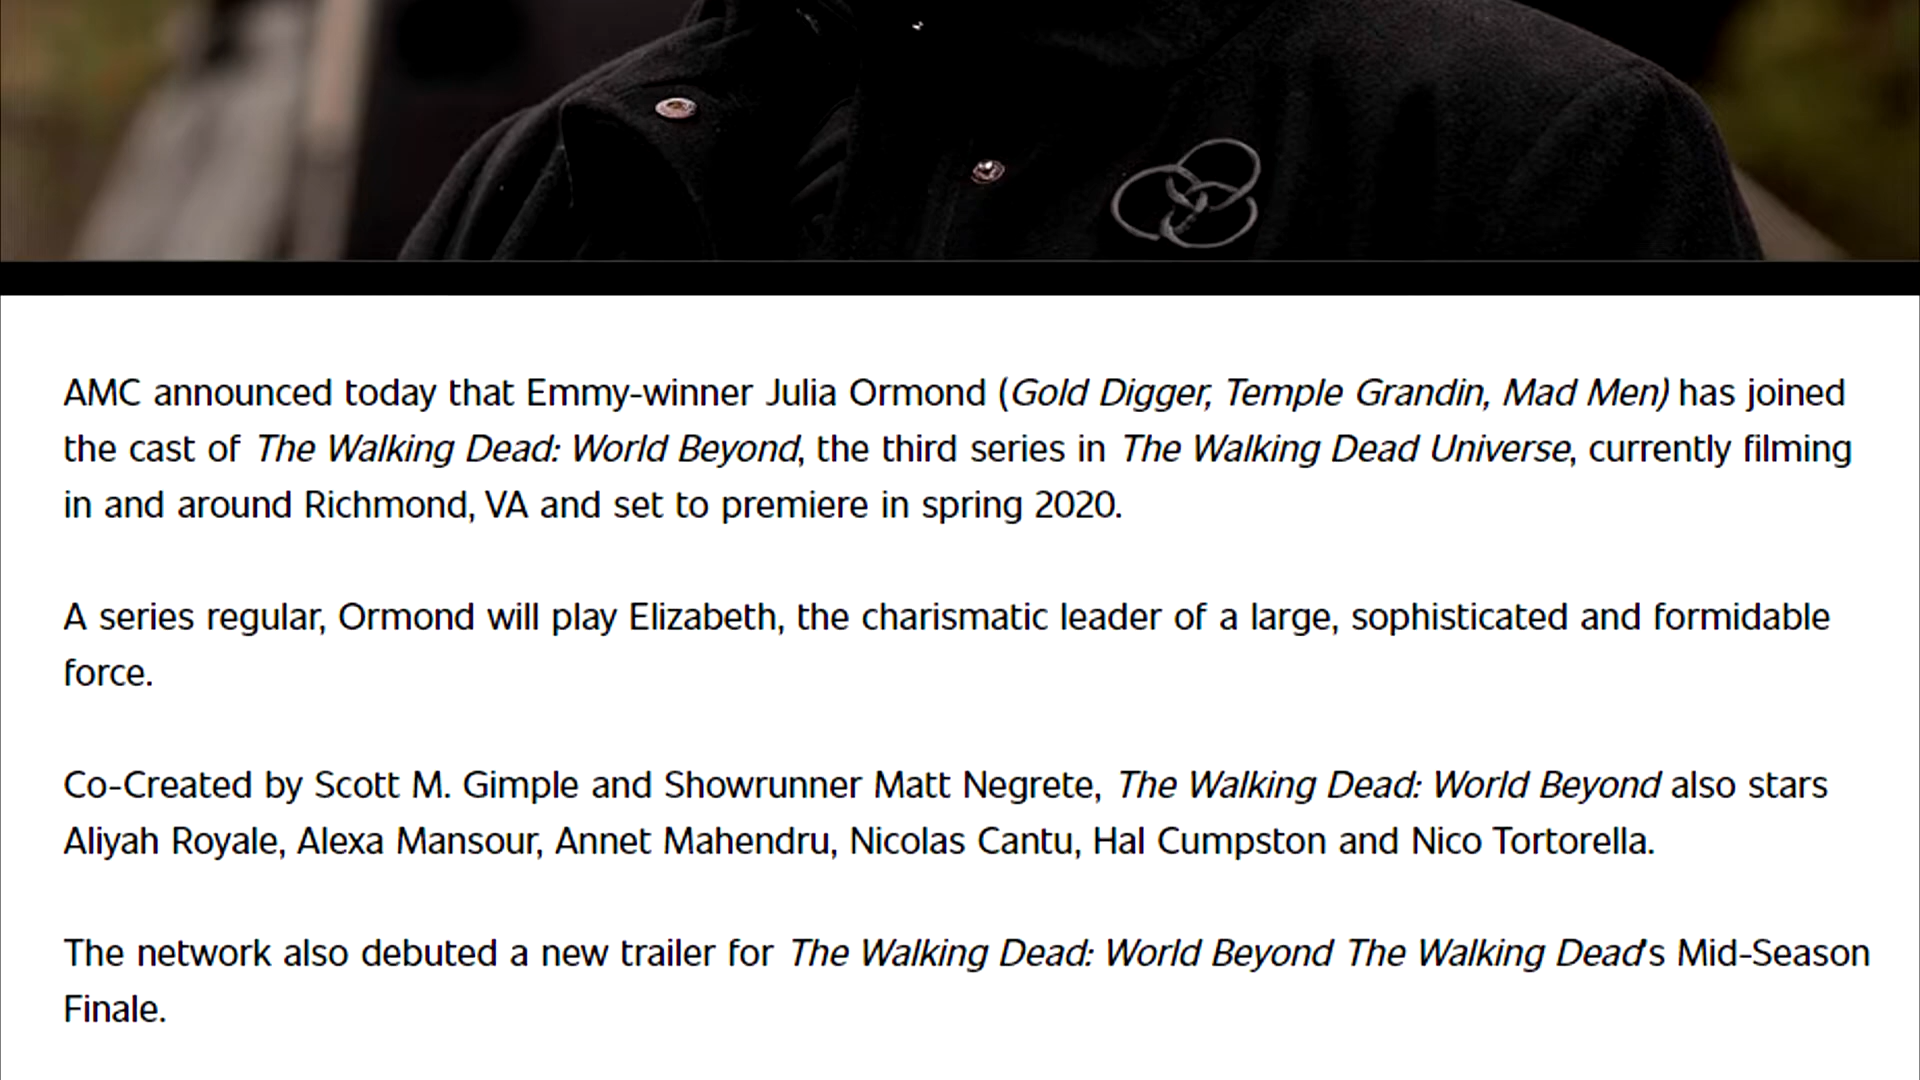 AMC announced today that Emmy-winner Julia Ormond (Gold Digger, Temple Grandin, Mad Men) has joined
the cast of The Walking Dead: World Beyond, the third series in The Walking Dead Universe, currently filming
in and around Richmond, VA and set to premiere in spring 2020.
A series regular, Ormond will play Elizabeth, the charismatic leader of a large, sophisticated and formidable
force.
Co-Created by Scott M. Gimple and Showrunner Matt Negrete, The Walking Dead: World Beyond also stars
Aliyah Royale, Alexa Mansour, Annet Mahendru, Nicolas Cantu, Hal Cumpston and Nico Tortorella.
The network also debuted a new trailer for The Walking Dead: World Beyond The Walking Dead's Mid-Season
Finale.